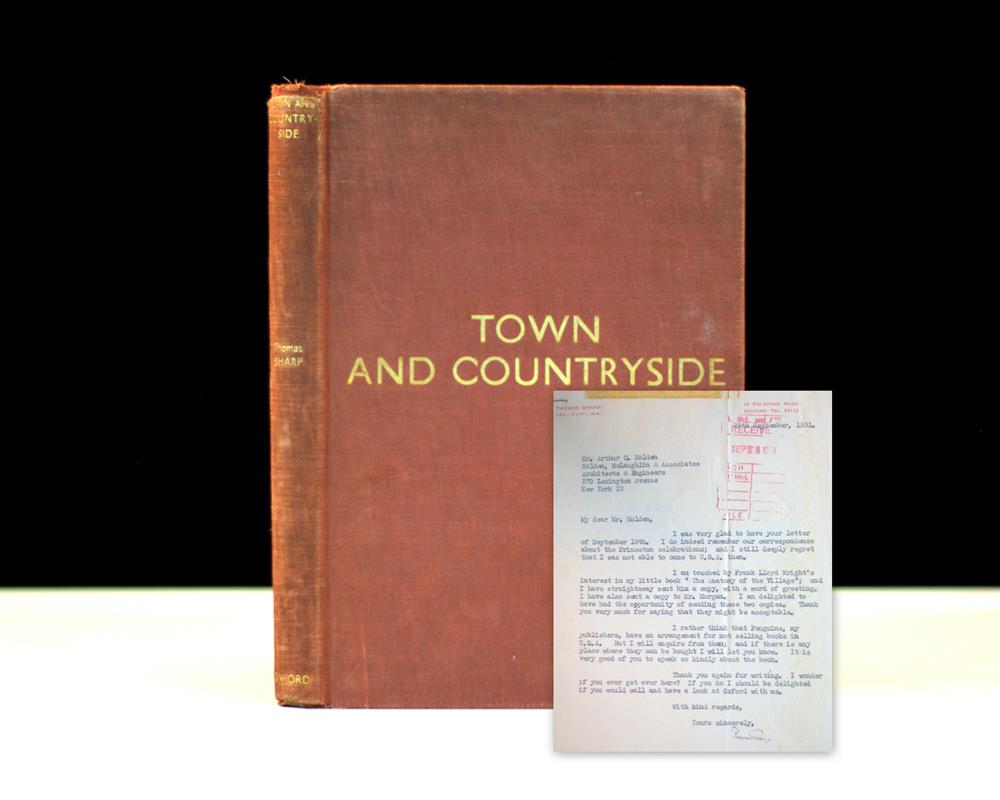 TOWN AND
COUNTRY-
SIDE
Thomas
SHARP
TOWN
AND COUNTRYSIDE
THOMAS SHARP
OXFORD TEL.
RECEIVE
September, 1951.
SEP 28 1951
Mr. Arthur C. Holden
Holden, McLaughlin & Associates
Architects & Engineers
570 Lexington Avenue
New York 22
My dear Mr. Holden,
I was very glad to have your letter
of September 19th. I do indeed remember our correspondence
about the Princeton celebrations; and I still deeply regret
that I was not able to come to U.S.A. then.
I am touched by Frank Lloyd Wright's
interest in my little book " The Anatomy of the Village"; and
I have straightaway sent him a copy, with a word of greeting.
I have also sent a copy to Mr. Morgan. I am delighted to
have had the opportunity of sending these two copies. Thank
you very much for saying that they might be acceptable.
I rather think that Penguins, my
publishers, have an arrangement for not selling books in
U.S.A. But I will enquire from them; and if there is any
place where they can be bought I will let you know. It is
very good of you to speak so kindly about the book.
Thank you again for writing. I wonder
if you ever get over here? If you do I should be delighted
if you would call and have a look at Oxford with me.
With kind regards,
Yours sincerely,